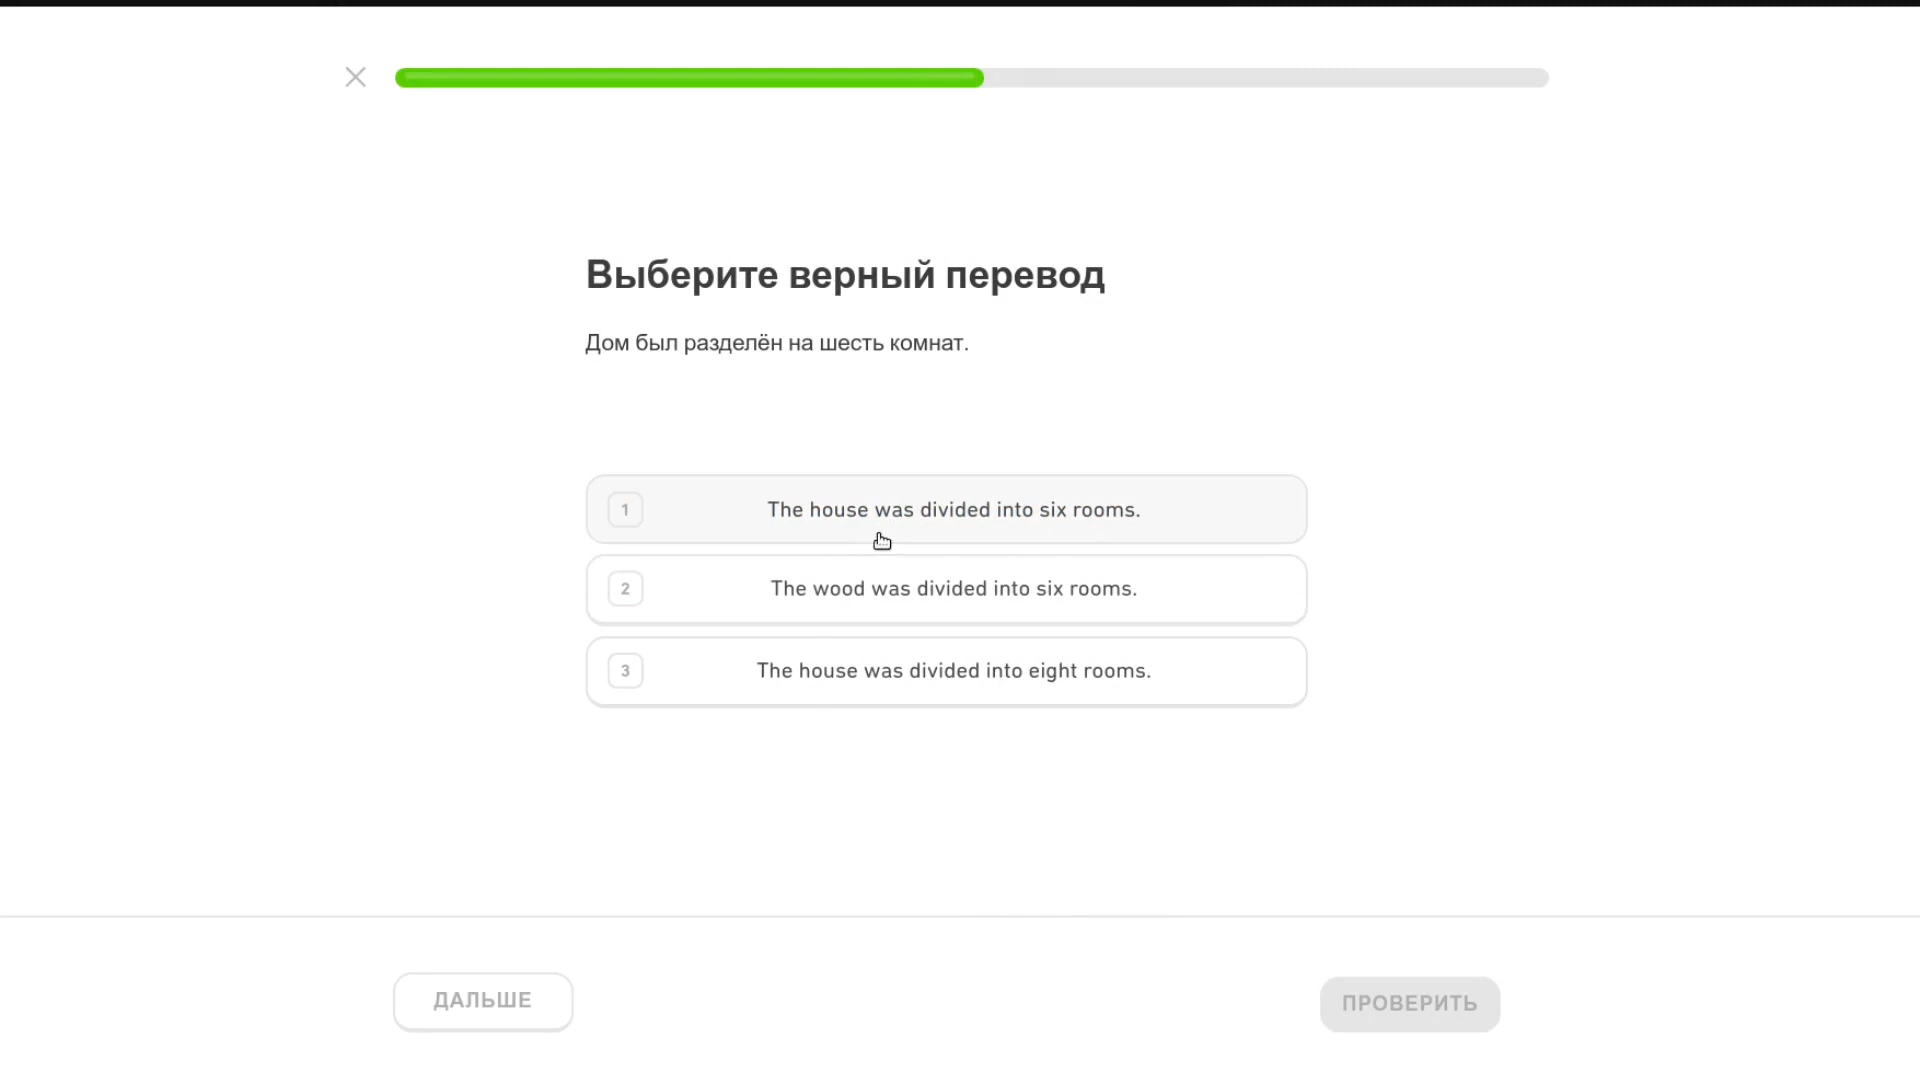 Выберите верный перевод
Дом был разделён на шесть комнат.
1 The house was divided into six rooms.
2 The wood was divided into six rooms.
3 The house was divided into eight rooms.
ДАЛЬШЕ
ПРОВЕРИТЬ